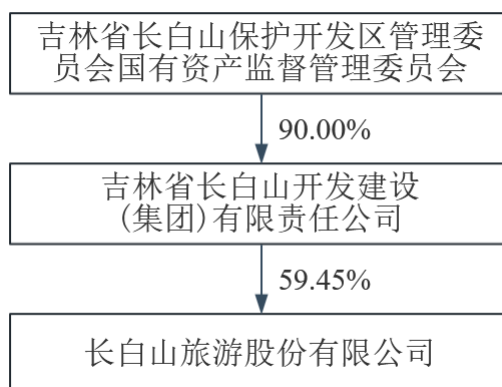 吉林省长白山保护开发区管理委
员会国有资产监督管理委员会
90.00%
吉林省长白山开发建设
(集团)有限责任公司
59.45%
长白山旅游股份有限公司